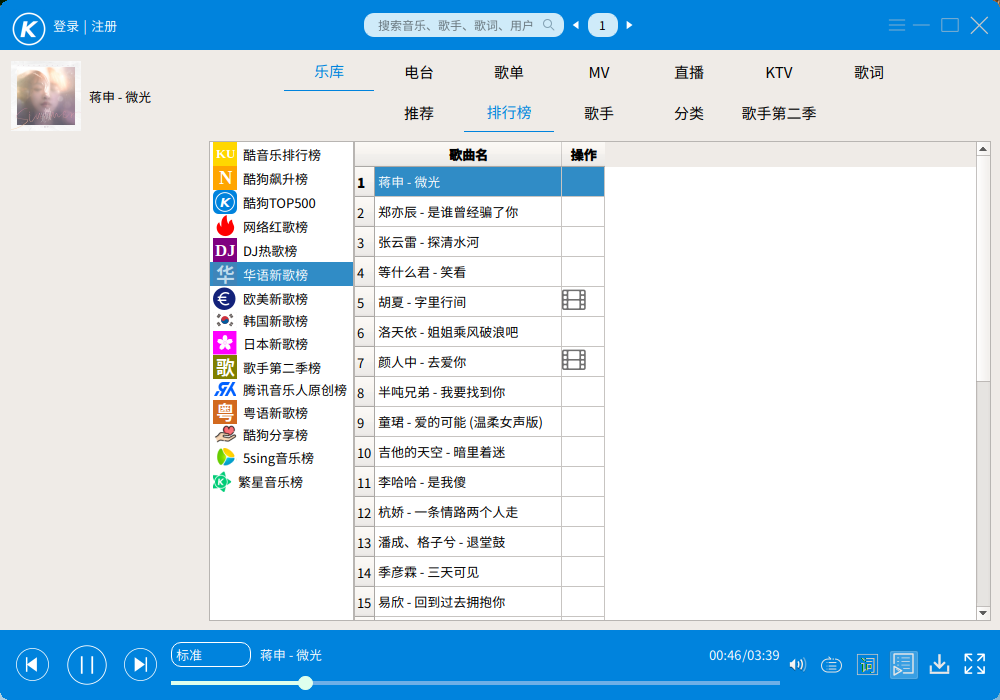 登录 | 注册
搜索音乐、歌手、歌词、用户
1
乐库 电台 歌单 MV 直播 KTV 歌词
推荐 排行榜 歌手 分类 歌手第二季
蒋申 - 微光
KU 酷音乐排行榜
N 酷狗飙升榜
K 酷狗TOP500
网络红歌榜
DJ DJ热歌榜
华 华语新歌榜
€ 欧美新歌榜
韩国新歌榜
日本新歌榜
歌 歌手第二季榜
腾讯音乐人原创榜
粤 粤语新歌榜
酷狗分享榜
5sing音乐榜
K 繁星音乐榜
歌曲名 操作
1 蒋申 - 微光
2 郑亦辰 - 是谁曾经骗了你
3 张云雷 - 探清水河
4 等什么君 - 笑看
5 胡夏 - 字里行间
6 洛天依 - 姐姐乘风破浪吧
7 颜人中 - 去爱你
8 半吨兄弟 - 我要找到你
9 童珺 - 爱的可能 (温柔女声版)
10 吉他的天空 - 暗里着迷
11 李哈哈 - 是我傻
12 杭娇 - 一条情路两个人走
13 潘成、格子兮 - 退堂鼓
14 季彦霖 - 三天可见
15 易欣 - 回到过去拥抱你
标准 蒋申 - 微光
00:46/03:39
词